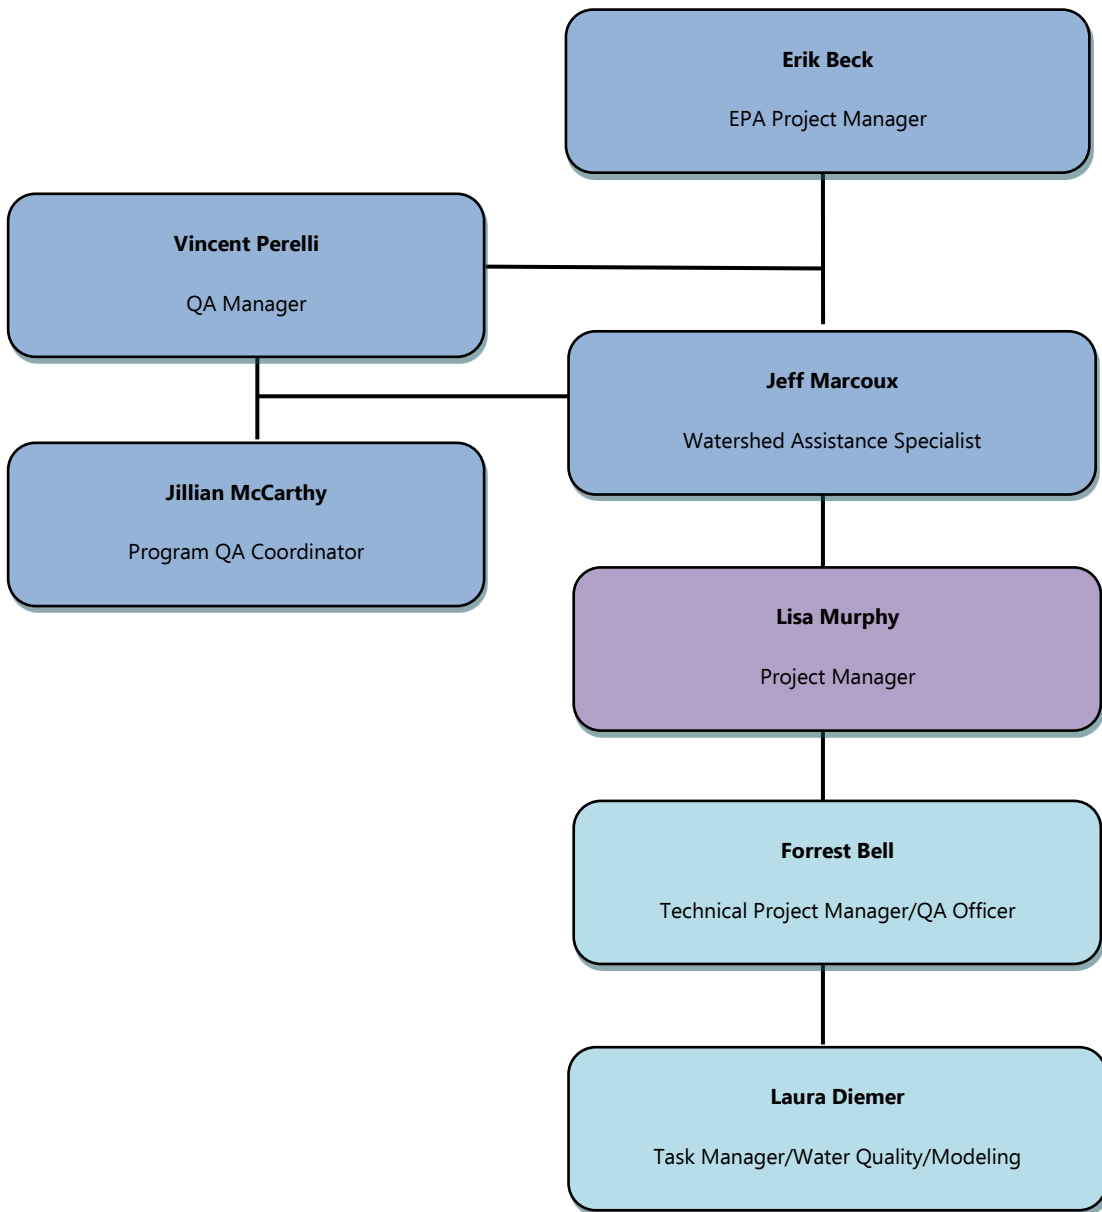 Erik Beck
EPA Project Manager
Vincent Perelli
QA Manager
Jeff Marcoux
Watershed Assistance Specialist
Jillian McCarthy
Program QA Coordinator
Lisa Murphy
Project Manager
Forrest Bell
Technical Project Manager/QA Officer
Laura Diemer
Task Manager/Water Quality/Modeling